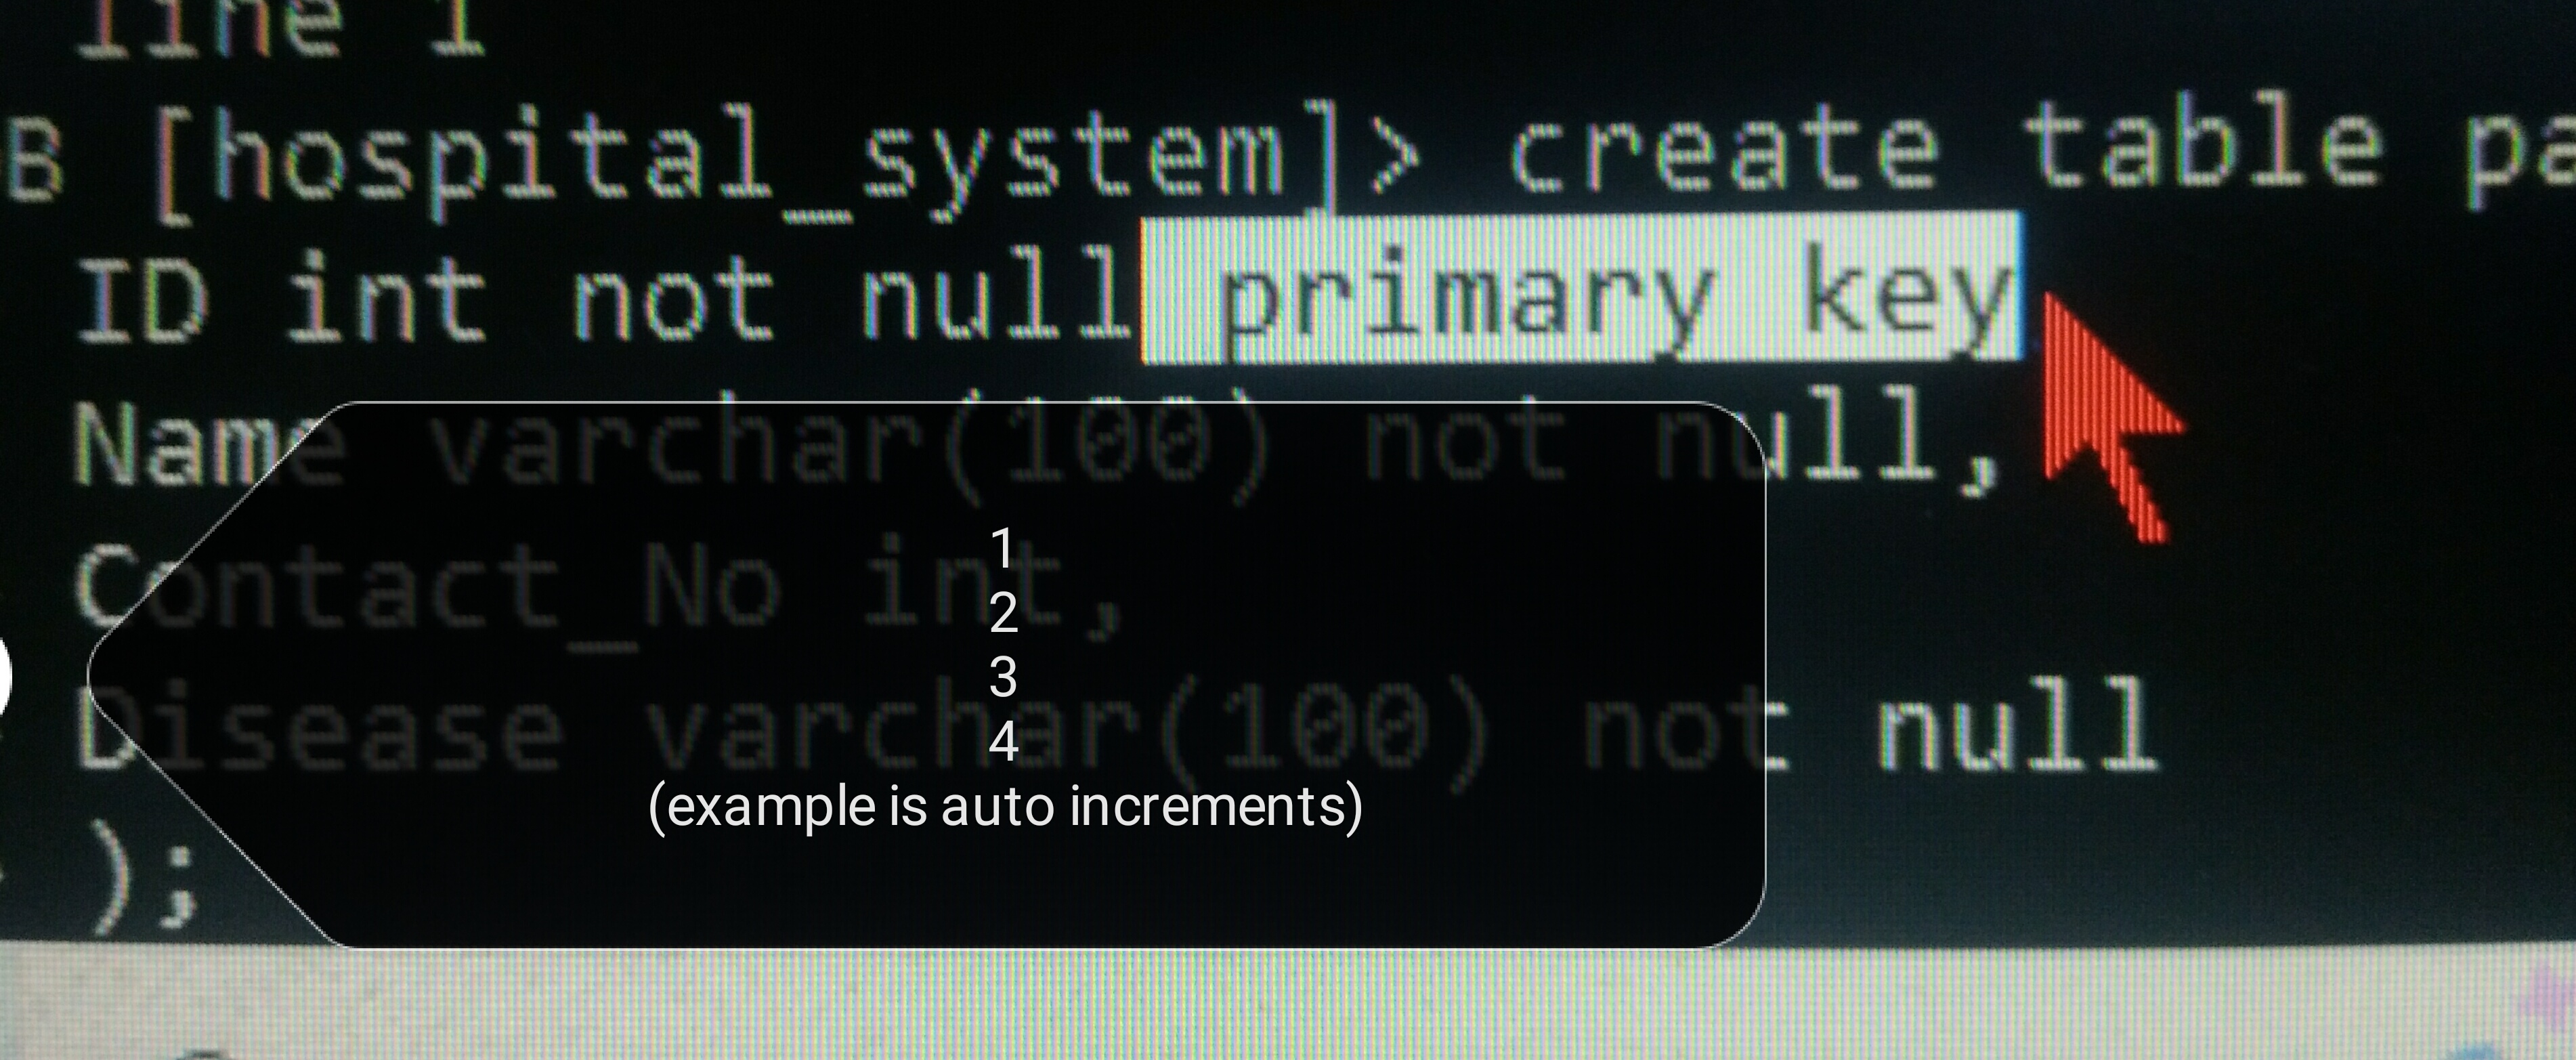 line 1
B [hospital_system]> create table pa
ID int not null primary key
Name varchar(100) not null,
Contact_No int,
Disease varchar(100) not null
);
1
2
3
4
(example is auto increments)